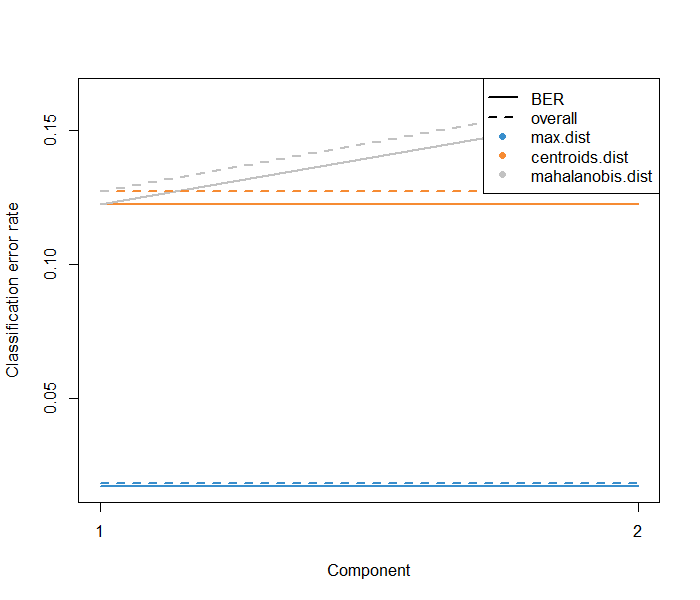 BER
overall
max.dist
centroids.dist
mahalanobis.dist
0.15
0.10
0.05
Classification error rate
1 2
Component